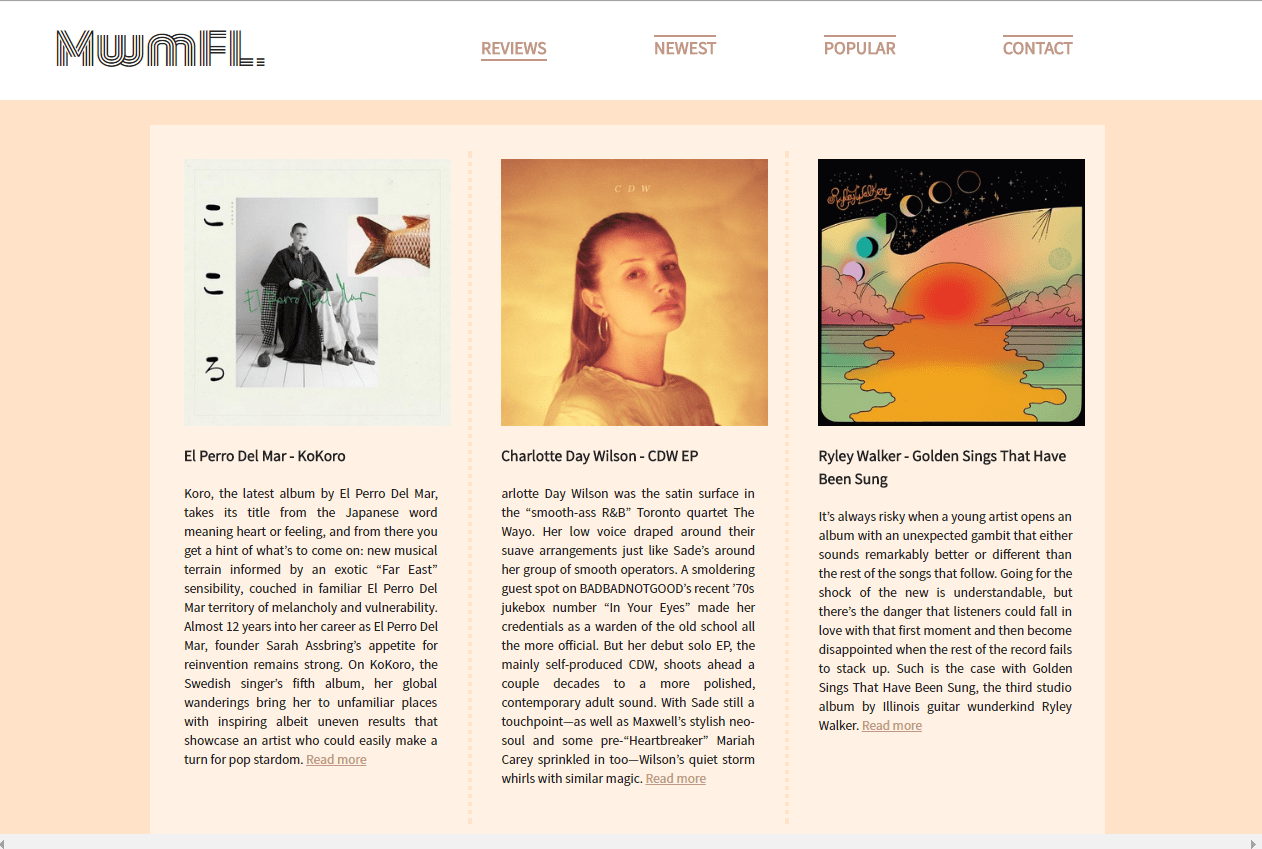 MwmFL.
REVIEWS
NEWEST
POPULAR
CONTACT
こ
こ
ろ
El Perro Del Mar
El Perro Del Mar - KoKoro
Koro, the latest album by El Perro Del Mar,
takes its title from the Japanese word
meaning heart or feeling, and from there you
get a hint of what’s to come on: new musical
terrain informed by an exotic “Far East”
sensibility, couched in familiar El Perro Del
Mar territory of melancholy and vulnerability.
Almost 12 years into her career as El Perro Del
Mar, founder Sarah Assbring’s appetite for
reinvention remains strong. On KoKoro, the
Swedish singer’s fifth album, her global
wanderings bring her to unfamiliar places
with inspiring albeit uneven results that
showcase an artist who could easily make a
turn for pop stardom. Read more
CDW
Charlotte Day Wilson - CDW EP
arlotte Day Wilson was the satin surface in
the “smooth-ass R&B” Toronto quartet The
Wayo. Her low voice draped around their
suave arrangements just like Sade’s around
her group of smooth operators. A smoldering
guest spot on BADBADNOTGOOD’s recent ’70s
jukebox number “In Your Eyes” made her
credentials as a warden of the old school all
the more official. But her debut solo EP, the
mainly self-produced CDW, shoots ahead a
couple decades to a more polished,
contemporary adult sound. With Sade still a
touchpoint—as well as Maxwell’s stylish neo-
soul and some pre-“Heartbreaker” Mariah
Carey sprinkled in too—Wilson’s quiet storm
whirls with similar magic. Read more
RyleyWalker
Ryley Walker - Golden Sings That Have
Been Sung
It’s always risky when a young artist opens an
album with an unexpected gambit that either
sounds remarkably better or different than
the rest of the songs that follow. Going for the
shock of the new is understandable, but
there’s the danger that listeners could fall in
love with that first moment and then become
disappointed when the rest of the record fails
to stack up. Such is the case with Golden
Sings That Have Been Sung, the third studio
album by Illinois guitar wunderkind Ryley
Walker. Read more